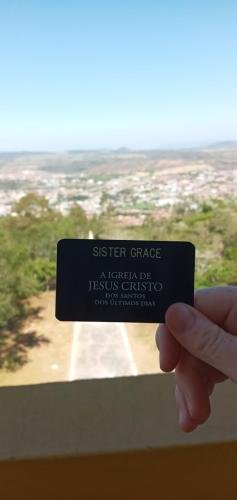 SISTER GRACE
A IGREJA DE
JESUS CRISTO
DOS SANTOS
DOS ÚLTIMOS DIAS